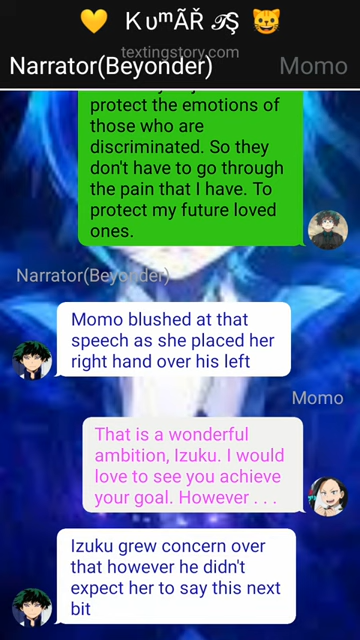 💛 KυᵐÃŘ 𝒯Ş 😺
textingstory.com
Narrator(Beyonder) Momo
protect the emotions of
those who are
discriminated. So they
don't have to go through
the pain that I have. To
protect my future loved
ones.
Narrator(Beyonder)
Momo blushed at that
speech as she placed her
right hand over his left
Momo
That is a wonderful
ambition, Izuku. I would
love to see you achieve
your goal. However . . .
Izuku grew concern over
that however he didn't
expect her to say this next
bit